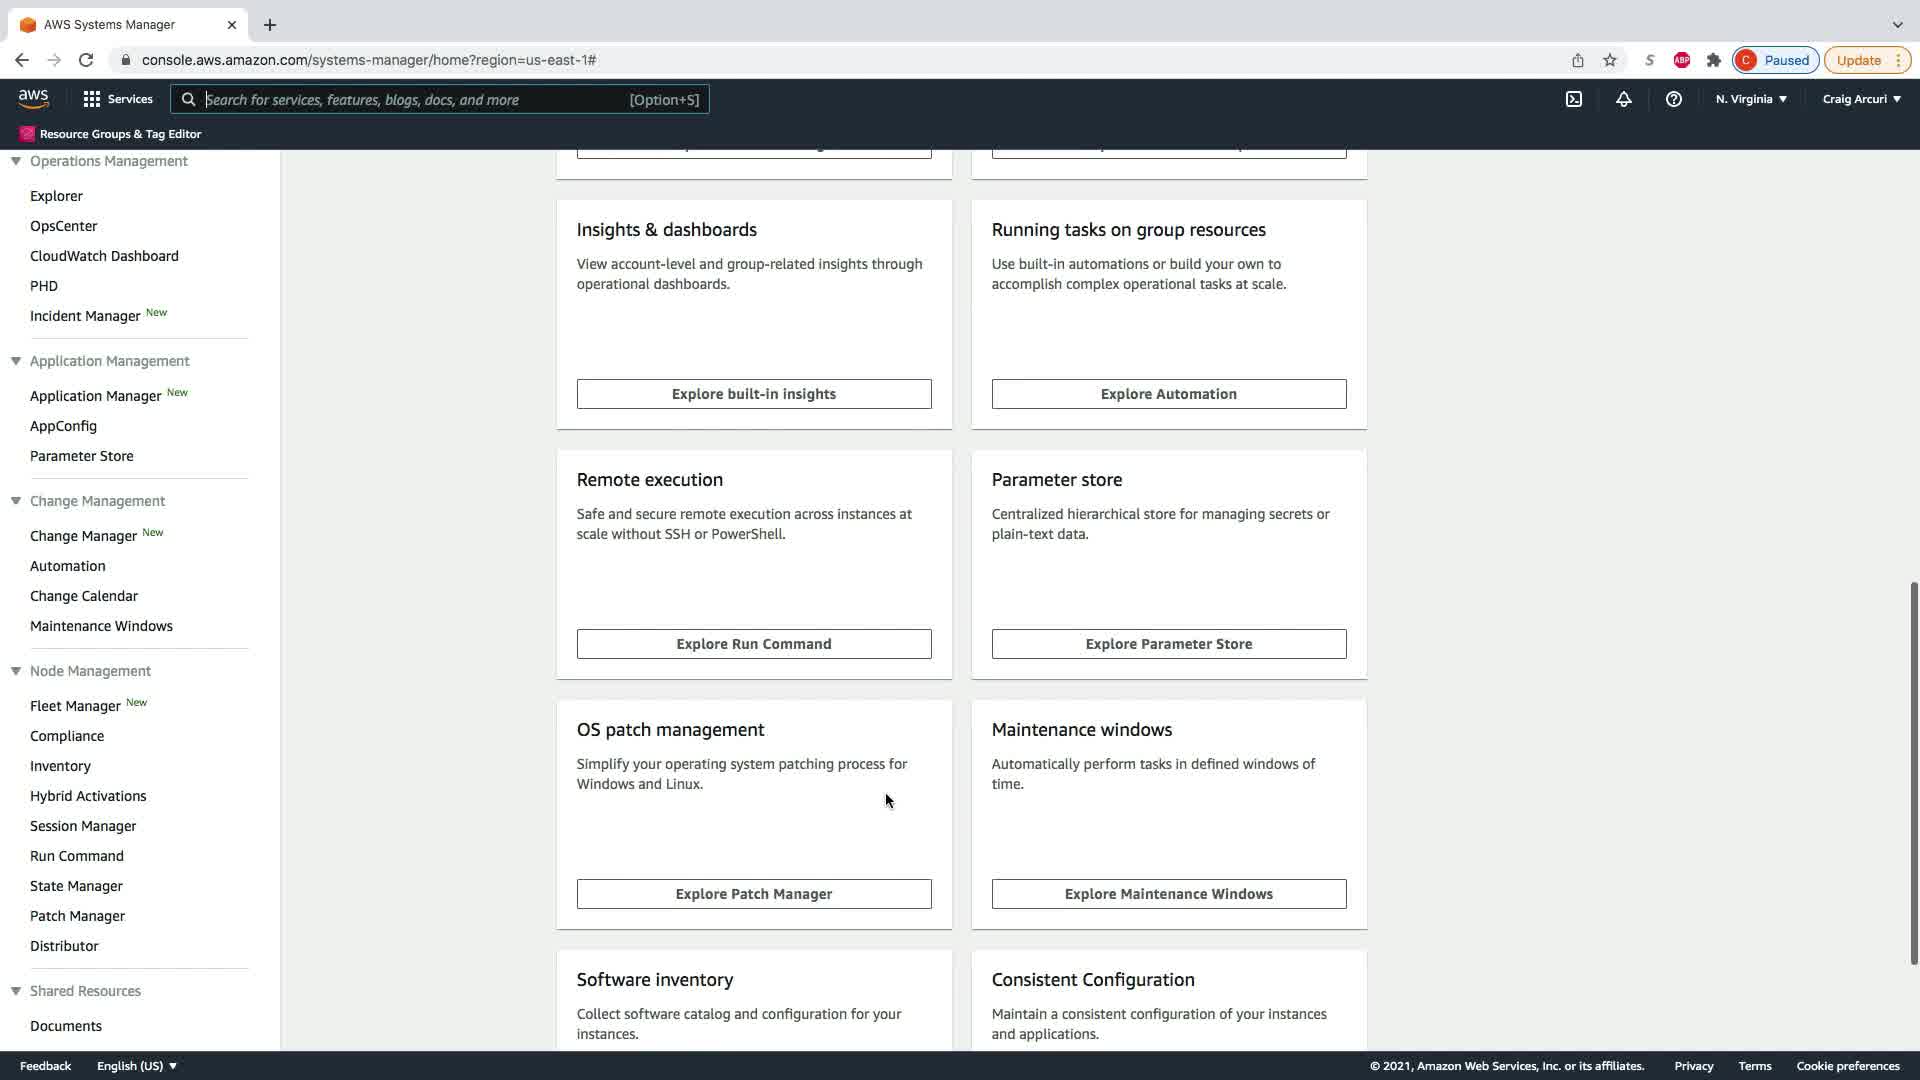 AWS Systems Manager
console.aws.amazon.com/systems-manager/home?region=us-east-1#
S
ABP
C
Paused
Update
aws
Services
Search for services, features, blogs, docs, and more
[Option+S]
N. Virginia
Craig Arcuri
Resource Groups & Tag Editor
Operations Management
Explorer
OpsCenter
CloudWatch Dashboard
PHD
Incident Manager New
Application Management
Application Manager New
AppConfig
Parameter Store
Change Management
Change Manager New
Automation
Change Calendar
Maintenance Windows
Node Management
Fleet Manager New
Compliance
Inventory
Hybrid Activations
Session Manager
Run Command
State Manager
Patch Manager
Distributor
Shared Resources
Documents
Insights & dashboards
View account-level and group-related insights through
operational dashboards.
Explore built-in insights
Running tasks on group resources
Use built-in automations or build your own to
accomplish complex operational tasks at scale.
Explore Automation
Remote execution
Safe and secure remote execution across instances at
scale without SSH or PowerShell.
Explore Run Command
Parameter store
Centralized hierarchical store for managing secrets or
plain-text data.
Explore Parameter Store
OS patch management
Simplify your operating system patching process for
Windows and Linux.
Explore Patch Manager
Maintenance windows
Automatically perform tasks in defined windows of
time.
Explore Maintenance Windows
Software inventory
Collect software catalog and configuration for your
instances.
Consistent Configuration
Maintain a consistent configuration of your instances
and applications.
Feedback
English (US)
© 2021, Amazon Web Services, Inc. or its affiliates.
Privacy
Terms
Cookie preferences